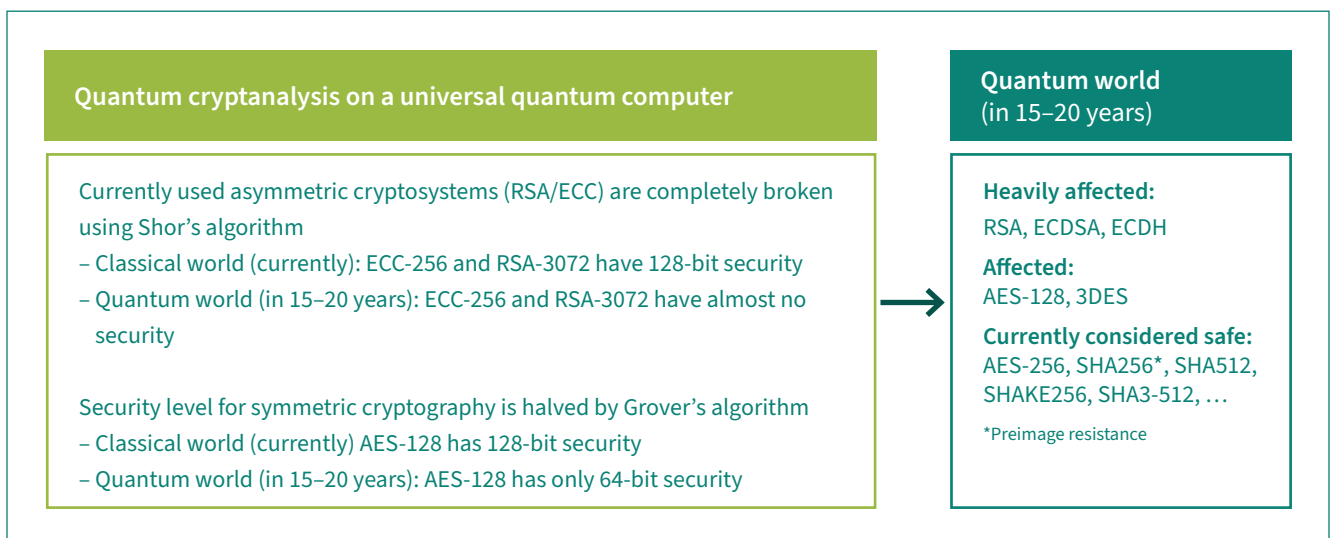 Quantum cryptanalysis on a universal quantum computer
Currently used asymmetric cryptosystems (RSA/ECC) are completely broken
using Shor’s algorithm
– Classical world (currently): ECC-256 and RSA-3072 have 128-bit security
– Quantum world (in 15–20 years): ECC-256 and RSA-3072 have almost no
security
Security level for symmetric cryptography is halved by Grover’s algorithm
– Classical world (currently) AES-128 has 128-bit security
– Quantum world (in 15–20 years): AES-128 has only 64-bit security
Quantum world
(in 15–20 years)
Heavily affected:
RSA, ECDSA, ECDH
Affected:
AES-128, 3DES
Currently considered safe:
AES-256, SHA256*, SHA512,
SHAKE256, SHA3-512, …
*Preimage resistance